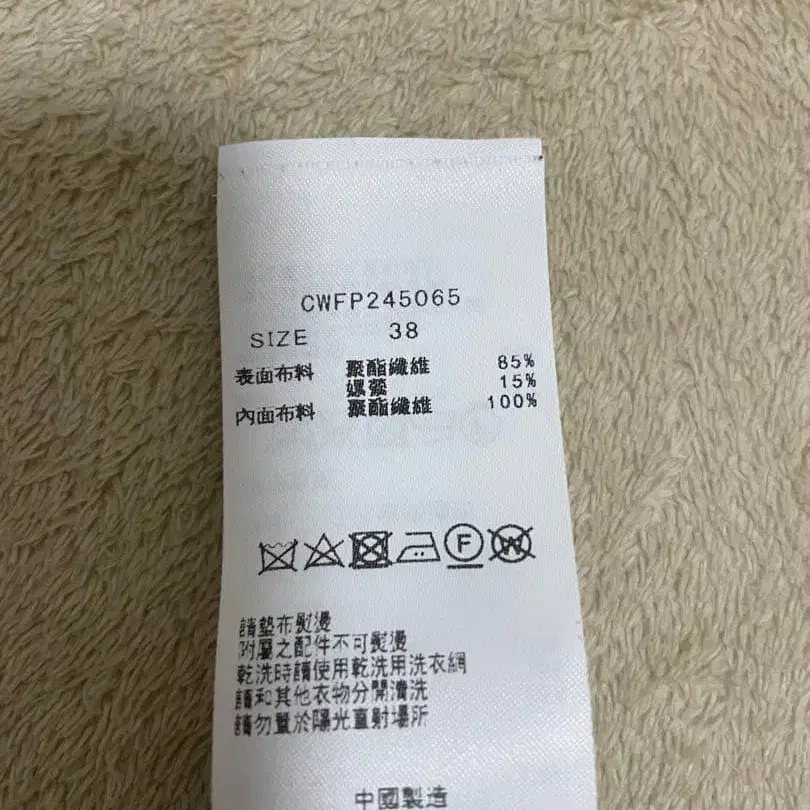 CWFP245065
SIZE 38
表面布料 聚酯纖維 85%
嫘縈 15%
內面布料 聚酯纖維 100%
F W
請墊布熨燙
附屬之配件不可熨燙
乾洗時請使用乾洗用洗衣網
請和其他衣物分開清洗
請勿置於陽光直射場所
中國製造